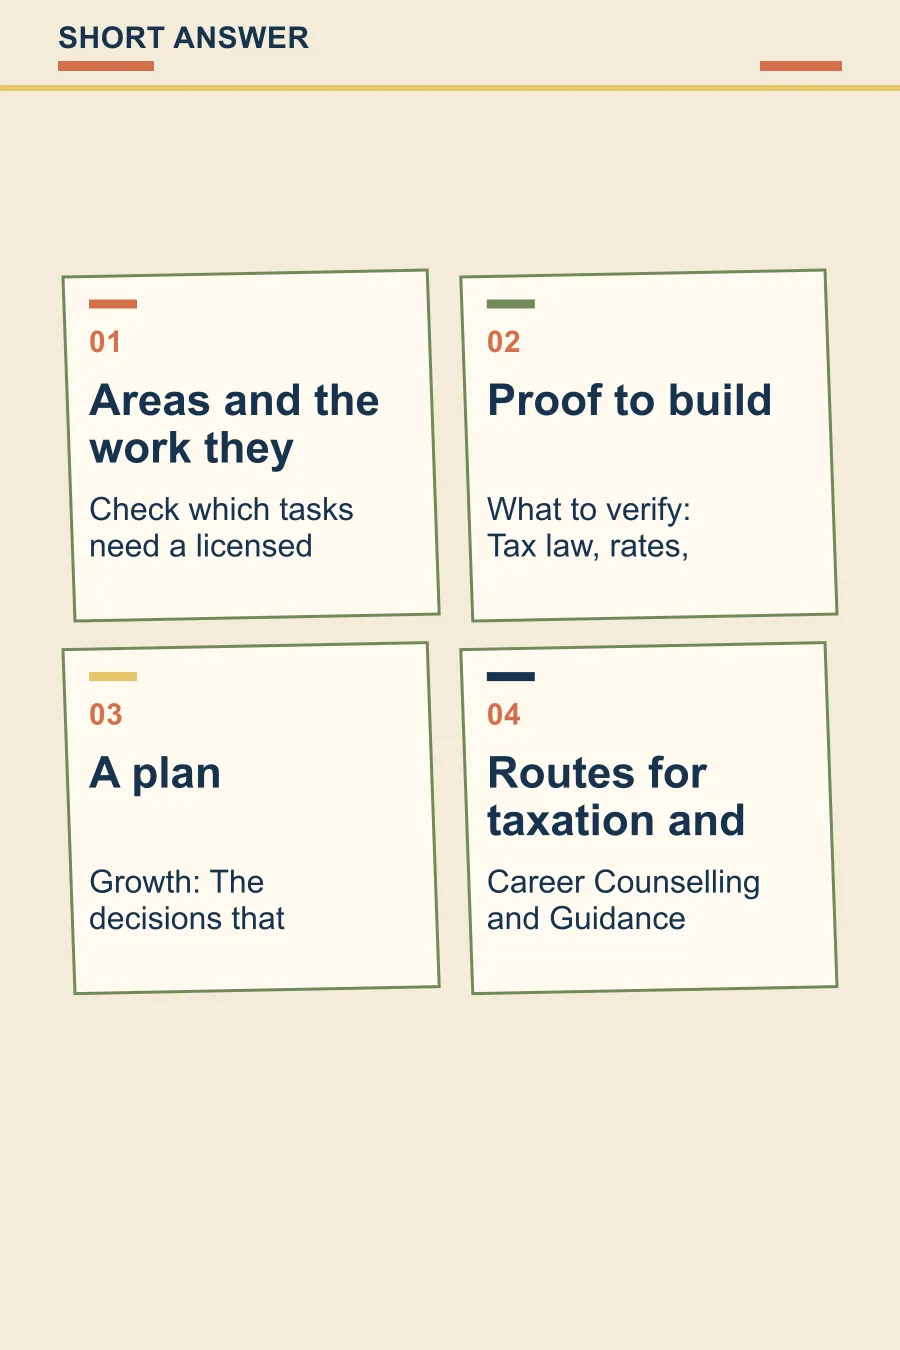 SHORT ANSWER
01
Areas and the
work they
Check which tasks
need a licensed
02
Proof to build
What to verify:
Tax law, rates,
03
A plan
Growth: The
decisions that
04
Routes for
taxation and
Career Counselling
and Guidance